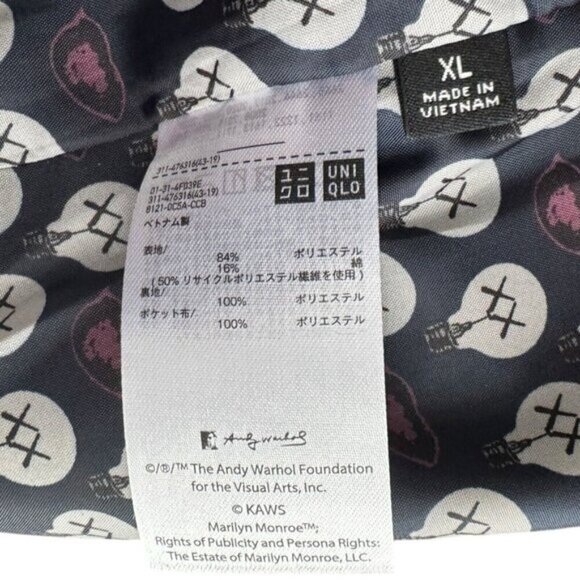 XL
MADE IN
VIETNAM
311-476316(43-19)
01-31-4F039E
311-476316(43-19)
8121-0C5A-CCB
ユニ
クロ
UNI
QLO
ベトナム製
表地/
84% ポリエステル
16% 綿
( 50% リサイクルポリエステル繊維を使用 )
裏地/
100% ポリエステル
ポケット布/
100% ポリエステル
Andy Warhol
©/®/™ The Andy Warhol Foundation
for the Visual Arts, Inc.
© KAWS
Marilyn Monroe™;
Rights of Publicity and Persona Rights:
The Estate of Marilyn Monroe, LLC.